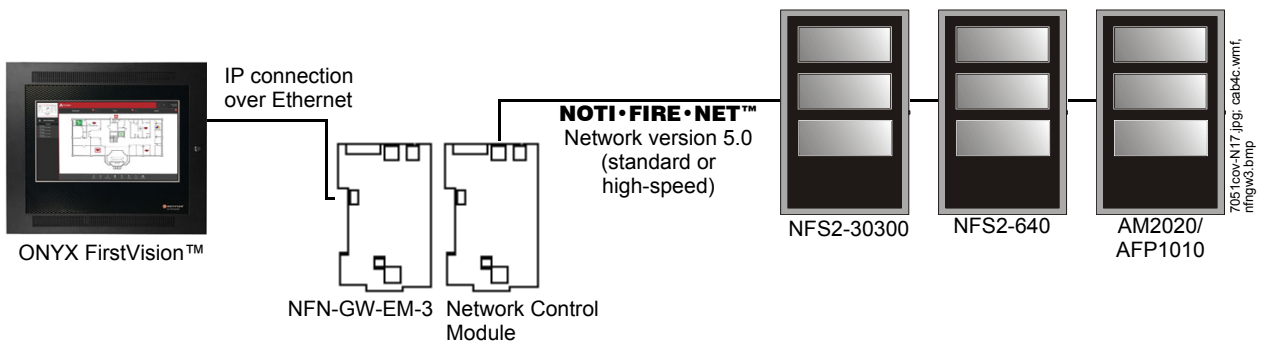 IP connection
over Ethernet
NOTI•FIRE•NET™
Network version 5.0
(standard or
high-speed)
ONYX FirstVision™
NFN-GW-EM-3
Network Control
Module
NFS2-30300
NFS2-640
AM2020/
AFP1010
7051cov-N17.jpg; cab4c.wmf,
nfngw3.bmp